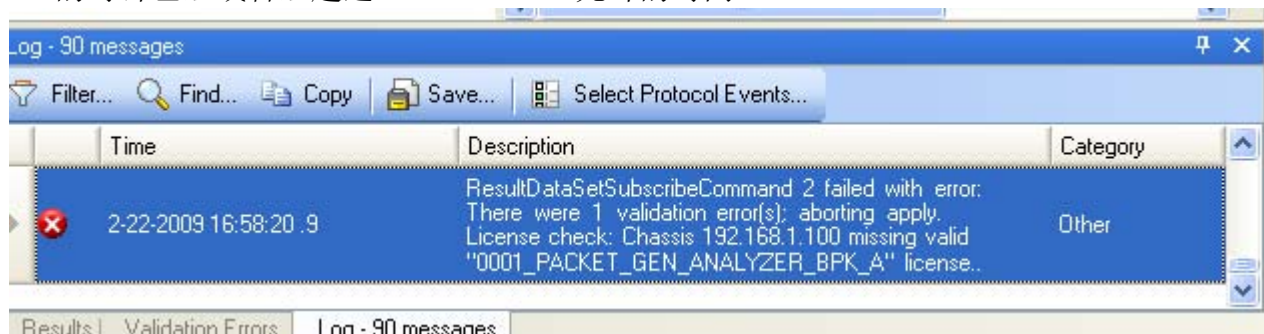 Log - 90 messages
Filter... Find... Copy Save... Select Protocol Events...
Time Description Category
ResultDataSetSubscribeCommand 2 failed with error:
There were 1 validation error(s); aborting apply.
2-22-2009 16:58:20 .9 Other
License check: Chassis 192.168.1.100 missing valid
"0001_PACKET_GEN_ANALYZER_BPK_A" license..
Results Validation Errors Log - 90 messages